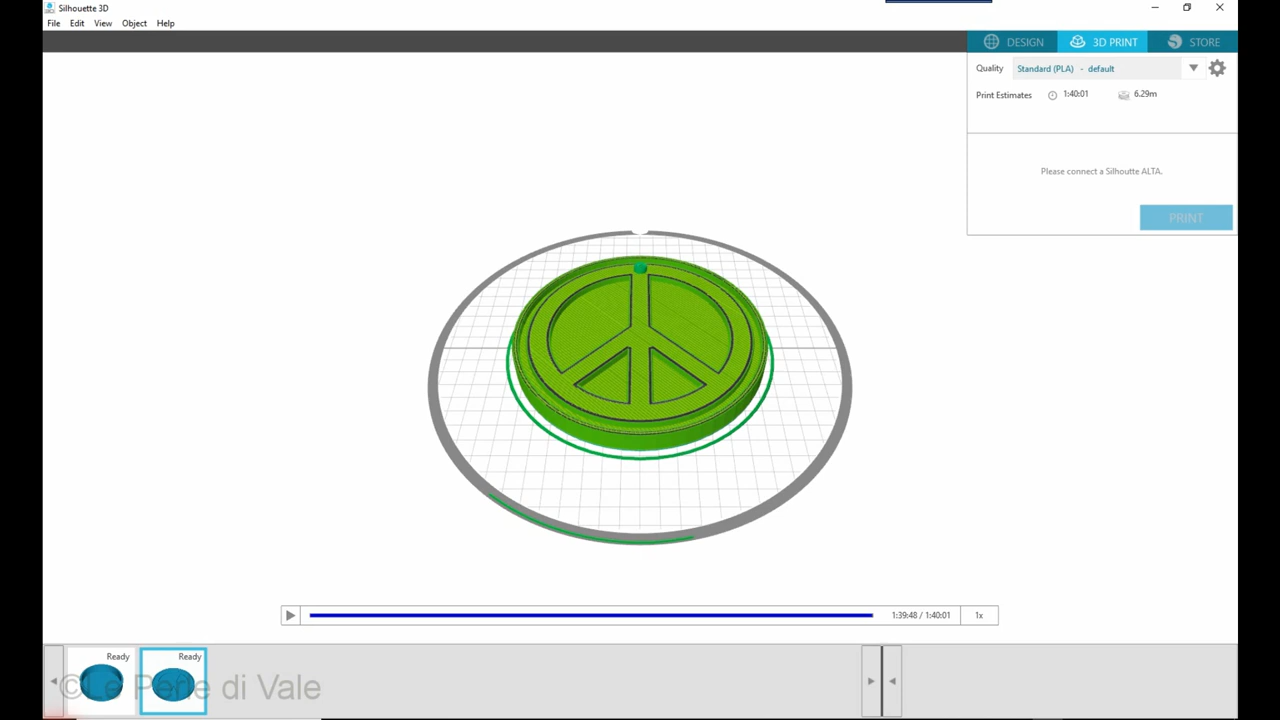 Silhouette 3D
File Edit View Object Help
DESIGN 3D PRINT STORE
Quality Standard (PLA) - default
Print Estimates 1:40:01 6.29m
Please connect a Silhoutte ALTA.
PRINT
1:39:48 / 1:40:01 1x
Ready Ready
©Le Perle di Vale